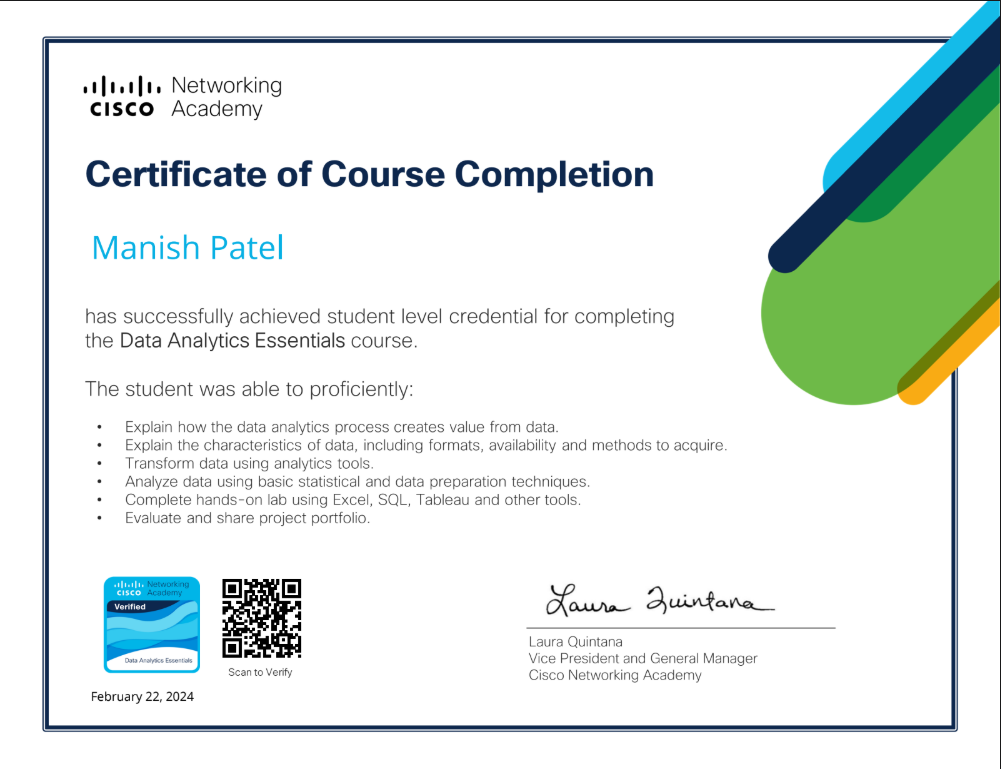 Networking
CISCO Academy
Certificate of Course Completion
Manish Patel
has successfully achieved student level credential for completing
the Data Analytics Essentials course.
The student was able to proficiently:
• Explain how the data analytics process creates value from data.
• Explain the characteristics of data, including formats, availability and methods to acquire.
• Transform data using analytics tools.
• Analyze data using basic statistical and data preparation techniques.
• Complete hands-on lab using Excel, SQL, Tableau and other tools.
• Evaluate and share project portfolio.
Networking
CISCO Academy
Verified
Data Analytics Essentials
Scan to Verify
February 22, 2024
Laura Quintana
Laura Quintana
Vice President and General Manager
Cisco Networking Academy